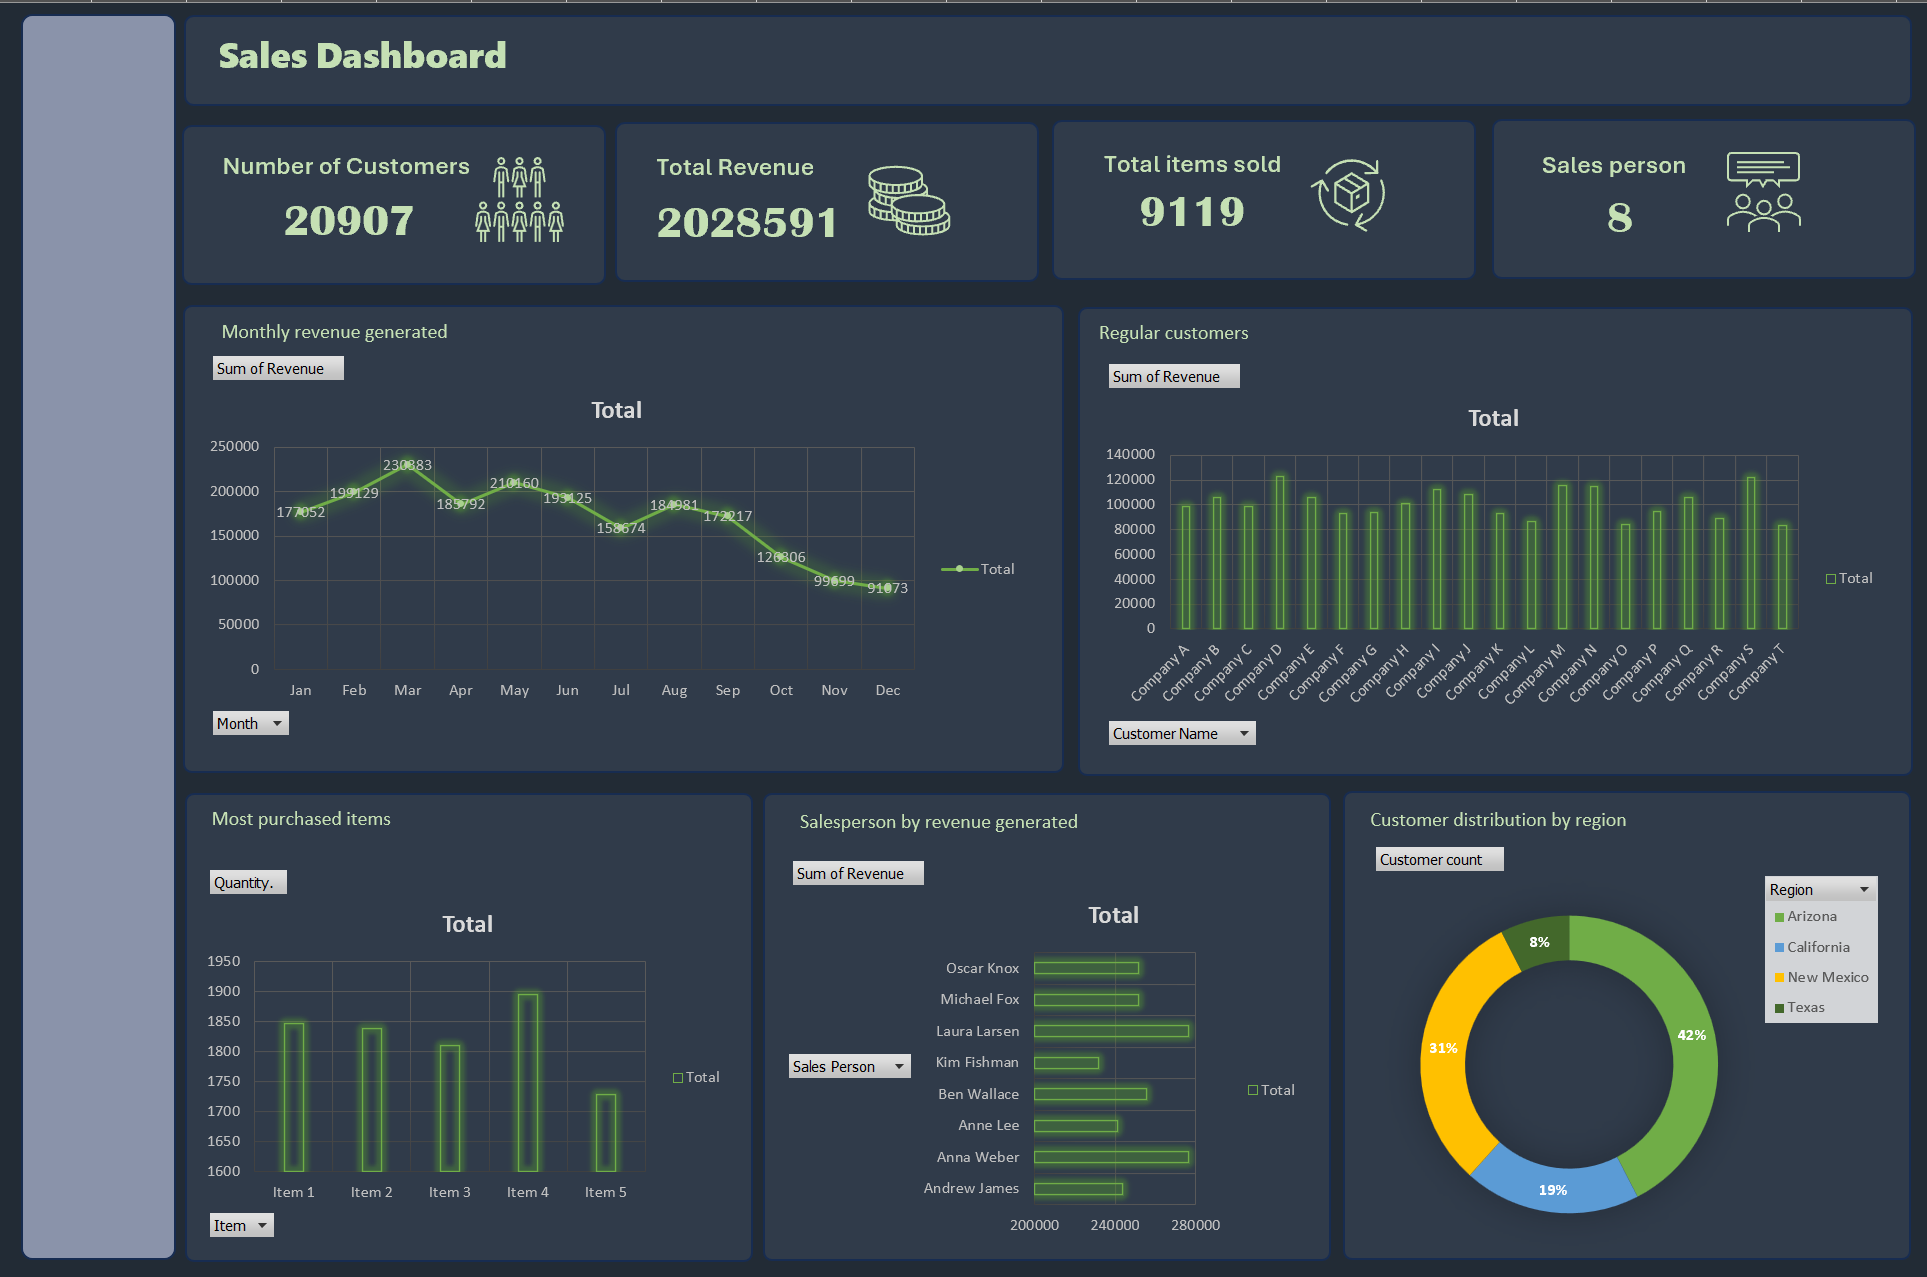 Sales Dashboard
Number of Customers
20907
Total Revenue
2028591
Total items sold
9119
Sales person
8
Monthly revenue generated
Sum of Revenue
Total
250000
200000
150000
100000
50000
0
177052
199129
230883
185792
210160
193125
158674
184981
172217
126306
99699
91673
Jan Feb Mar Apr May Jun Jul Aug Sep Oct Nov Dec
Total
Month
Regular customers
Sum of Revenue
Total
140000
120000
100000
80000
60000
40000
20000
0
Company A
Company B
Company C
Company D
Company E
Company F
Company G
Company H
Company I
Company J
Company K
Company L
Company M
Company N
Company O
Company P
Company Q
Company R
Company S
Company T
Total
Customer Name
Most purchased items
Quantity.
Total
1950
1900
1850
1800
1750
1700
1650
1600
Item 1 Item 2 Item 3 Item 4 Item 5
Total
Item
Salesperson by revenue generated
Sum of Revenue
Total
Oscar Knox
Michael Fox
Laura Larsen
Kim Fishman
Ben Wallace
Anne Lee
Anna Weber
Andrew James
200000 240000 280000
Sales Person
Total
Customer distribution by region
Customer count
Region
Arizona
California
New Mexico
Texas
8%
42%
31%
19%